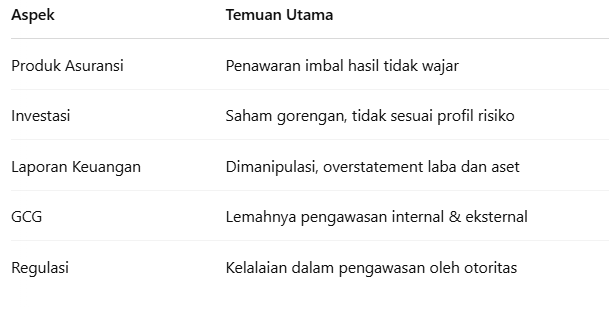 Aspek Temuan Utama
Produk Asuransi Penawaran imbal hasil tidak wajar
Investasi Saham gorengan, tidak sesuai profil risiko
Laporan Keuangan Dimanipulasi, overstatement laba dan aset
GCG Lemahnya pengawasan internal & eksternal
Regulasi Kelalaian dalam pengawasan oleh otoritas